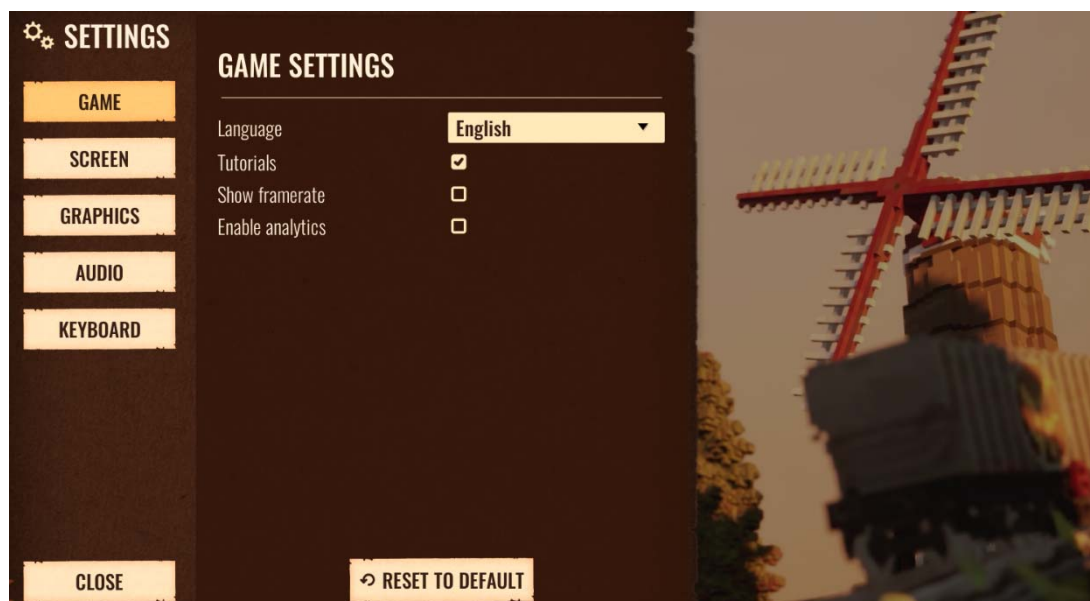 SETTINGS
GAME
SCREEN
GRAPHICS
AUDIO
KEYBOARD
CLOSE
GAME SETTINGS
Language English
Tutorials
Show framerate
Enable analytics
RESET TO DEFAULT